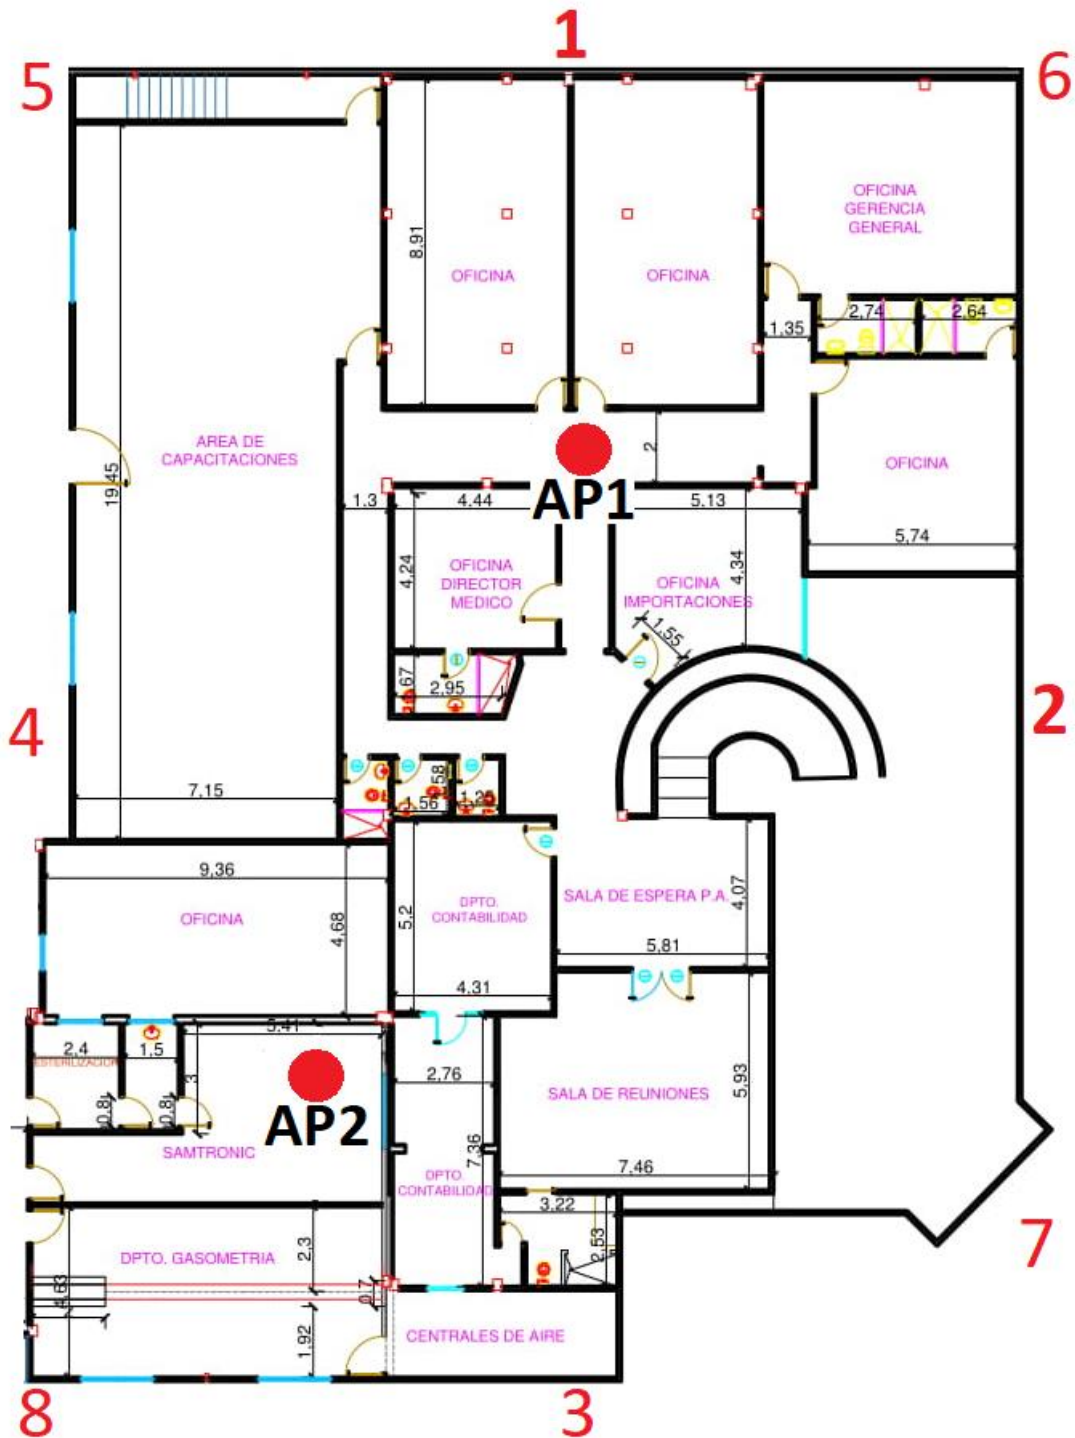 1
5
6
OFICINA
GERENCIA
GENERAL
8,91
OFICINA
OFICINA
2,74
2,64
1,35
AREA DE
CAPACITACIONES
19,45
2
OFICINA
AP1
1,3
4,44
5,13
5,74
4,24
OFICINA
DIRECTOR
MEDICO
OFICINA
IMPORTACIONES
4,34
1,55
,67
2,95
4
2
7,15
,58
1,56
1,25
9,36
OFICINA
4,68
5,2
DPTO.
CONTABILIDAD
SALA DE ESPERA P.A.
4,07
5,81
4,31
5,41
2,4
1,5
ESTERILIZACION
3
0,8
0,8
AP2
SAMTRONIC
2,76
7,36
SALA DE REUNIONES
5,93
DPTO.
CONTABILIDAD
7,46
3,22
2,53
7
DPTO. GASOMETRIA
2,3
4,63
0,7
1,92
CENTRALES DE AIRE
8
3